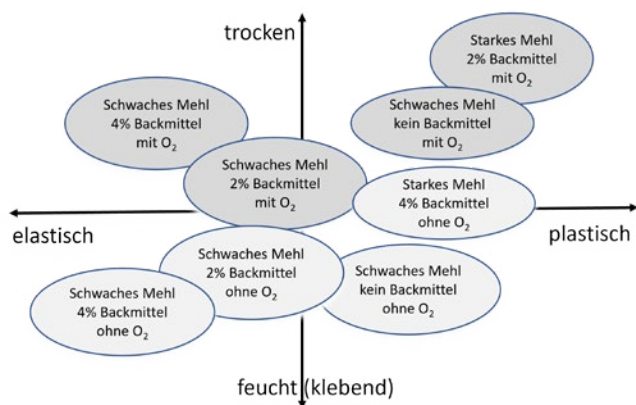 trocken
Starkes Mehl
2% Backmittel
mit O₂
Schwaches Mehl
4% Backmittel
mit O₂
Schwaches Mehl
kein Backmittel
mit O₂
Schwaches Mehl
2% Backmittel
mit O₂
Starkes Mehl
4% Backmittel
ohne O₂
elastisch
plastisch
Schwaches Mehl
2% Backmittel
ohne O₂
Schwaches Mehl
kein Backmittel
ohne O₂
Schwaches Mehl
4% Backmittel
ohne O₂
feucht (klebend)